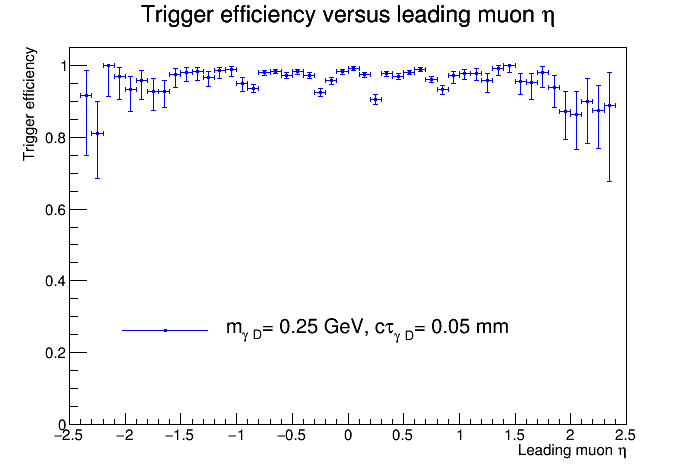 Trigger efficiency versus leading muon η
Trigger efficiency
1
0.8
0.6
0.4
0.2
0
m_γ D= 0.25 GeV, cτ_γ D= 0.05 mm
−2.5 −2 −1.5 −1 −0.5 0 0.5 1 1.5 2 2.5
Leading muon η